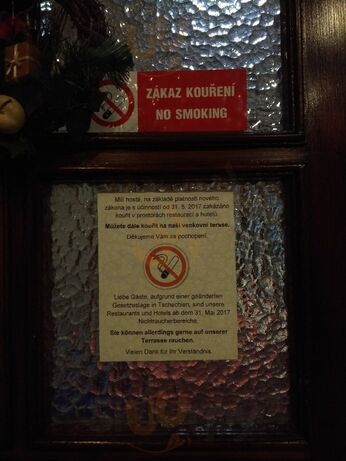 ZÁKAZ KOUŘENÍ
NO SMOKING
Milí hosté, na základě platnosti nového
zákona je s účinností od 31. 5. 2017 zakázáno
kouřit v prostorách restaurací a hotelů.
Můžete dále kouřit na naší venkovní terase.
Děkujeme Vám za pochopení.
Liebe Gäste, aufgrund einer geänderten
Gesetzeslage in Tschechien, sind unsere
Restaurants und Hotels ab dem 31. Mai 2017
Nichtraucherbereiche.
Sie können allerdings gerne auf unserer
Terrasse rauchen.
Vielen Dank für Ihr Verständnis.